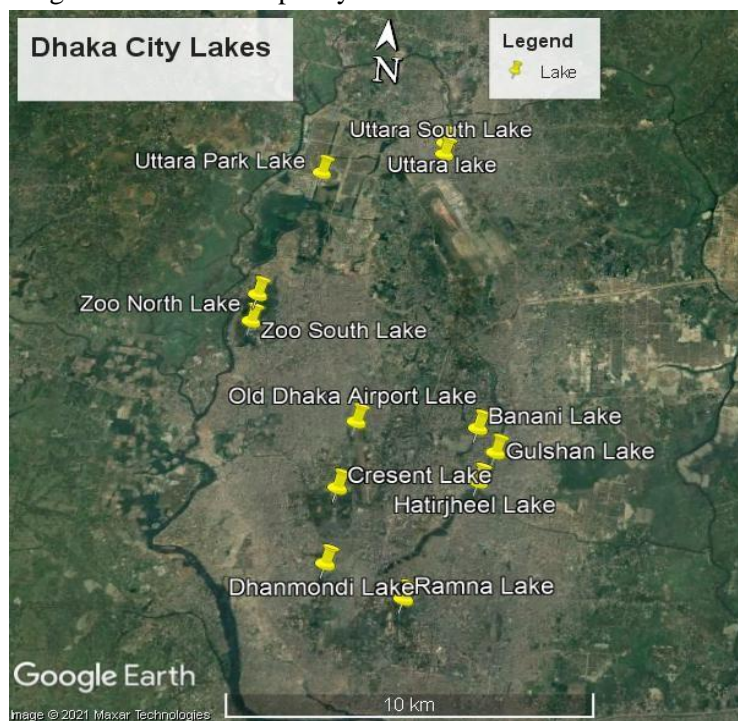 Dhaka City Lakes
N
Legend
Lake
Uttara South Lake
Uttara Park Lake
Uttara lake
Zoo North Lake
Zoo South Lake
Old Dhaka Airport Lake
Banani Lake
Gulshan Lake
Cresent Lake
Hatirjheel Lake
Dhanmondi Lake
Ramna Lake
Google Earth
10 km
Image © 2021 Maxar Technologies